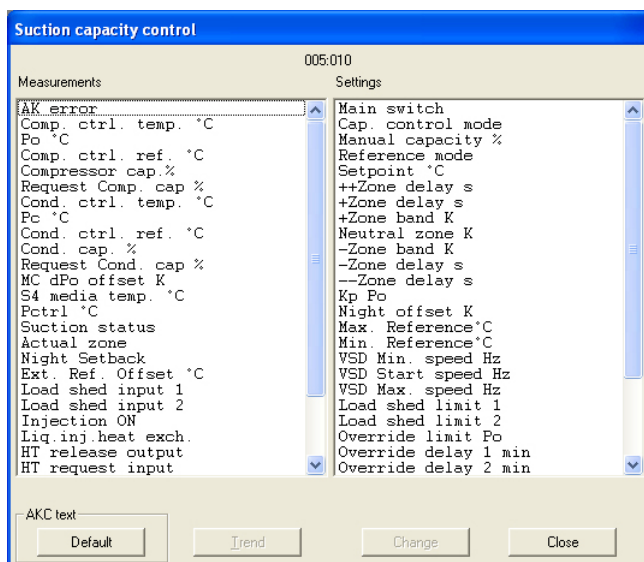 Suction capacity control
005:010
Measurements
AK error
Comp. ctrl. temp. °C
Po °C
Comp. ctrl. ref. °C
Compressor cap.%
Request Comp. cap %
Cond. ctrl. temp. °C
Pc °C
Cond. ctrl. ref. °C
Cond. cap. %
Request Cond. cap %
MC dPo offset K
S4 media temp. °C
Pctrl °C
Suction status
Actual zone
Night Setback
Ext. Ref. Offset °C
Load shed input 1
Load shed input 2
Injection ON
Liq.inj.heat exch.
HT release output
HT request input
Settings
Main switch
Cap. control mode
Manual capacity %
Reference mode
Setpoint °C
++Zone delay s
+Zone delay s
+Zone band K
Neutral zone K
-Zone band K
-Zone delay s
--Zone delay s
Kp Po
Night offset K
Max. Reference°C
Min. Reference°C
VSD Min. speed Hz
VSD Start speed Hz
VSD Max. speed Hz
Load shed limit 1
Load shed limit 2
Override limit Po
Override delay 1 min
Override delay 2 min
AKC text
Default
Trend
Change
Close